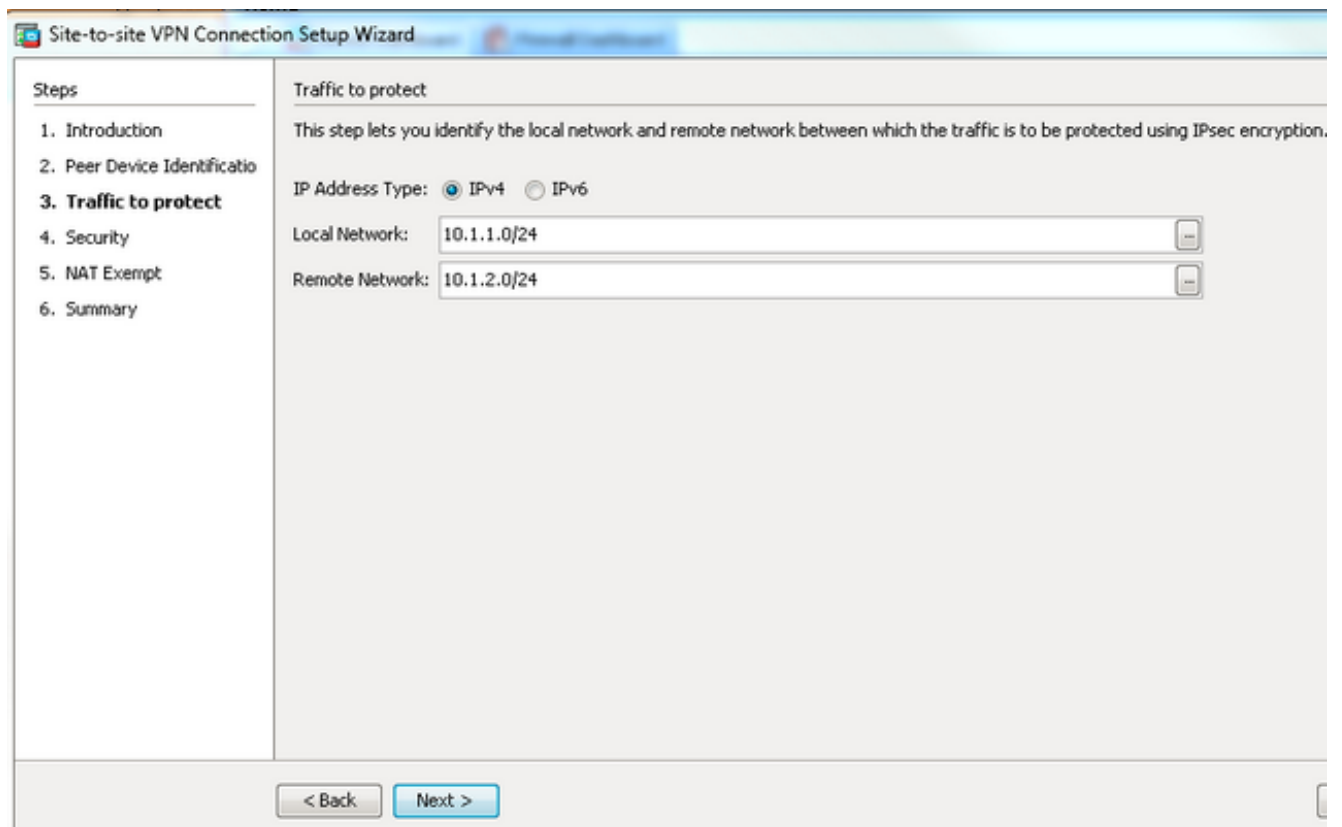 Site-to-site VPN Connection Setup Wizard
Firewall Dashboard
Steps
1. Introduction
2. Peer Device Identificatio
3. Traffic to protect
4. Security
5. NAT Exempt
6. Summary
Traffic to protect
This step lets you identify the local network and remote network between which the traffic is to be protected using IPsec encryption.
IP Address Type: IPv4 IPv6
Local Network: 10.1.1.0/24 ...
Remote Network: 10.1.2.0/24 ...
< Back Next >